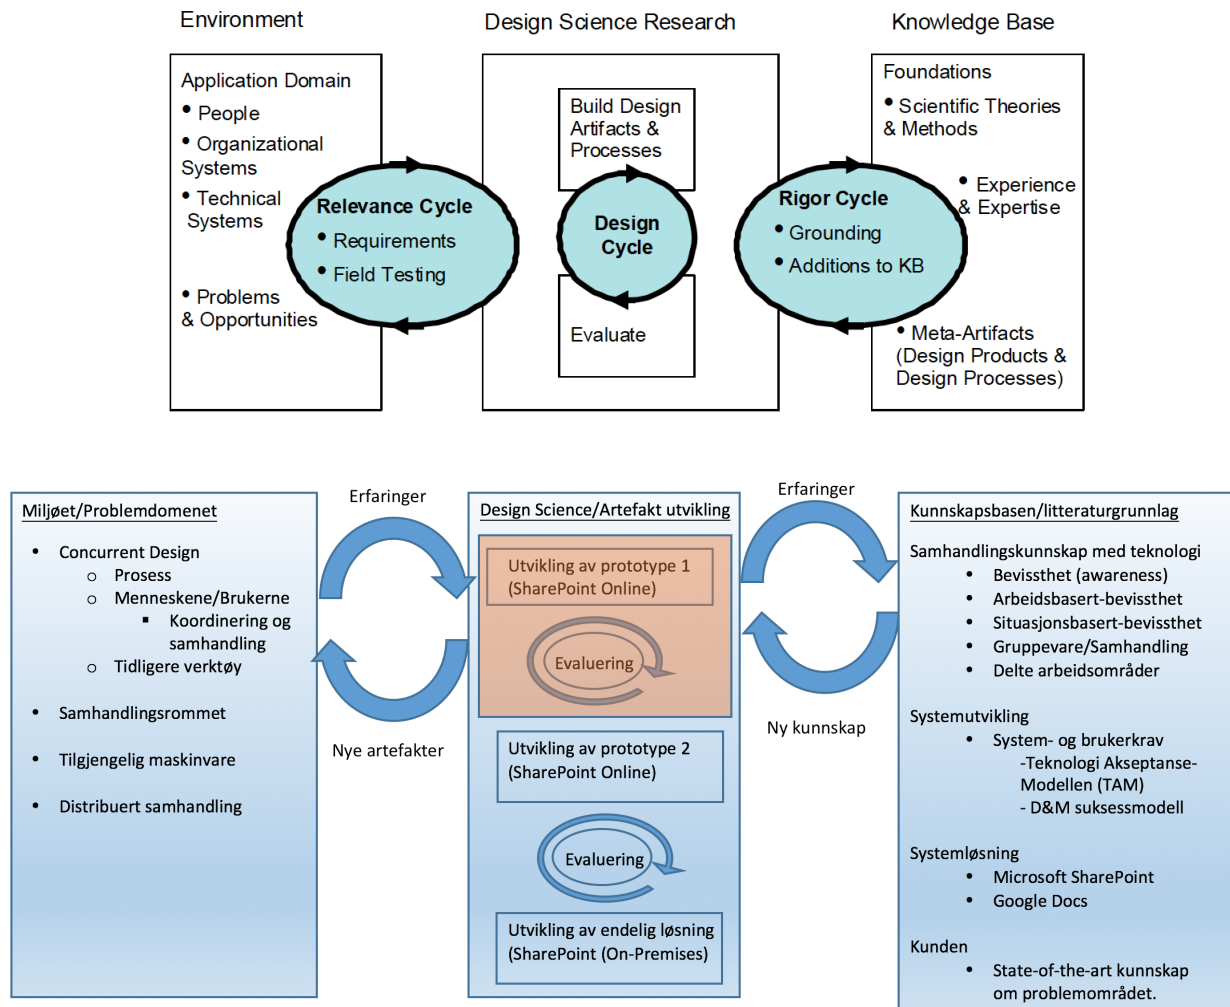 Environment
Design Science Research
Knowledge Base
Application Domain
• People
• Organizational
Systems
• Technical
Systems
• Problems
& Opportunities
Relevance Cycle
• Requirements
• Field Testing
Build Design
Artifacts &
Processes
Design
Cycle
Evaluate
Rigor Cycle
• Grounding
• Additions to KB
Foundations
• Scientific Theories
& Methods
• Experience
& Expertise
• Meta-Artifacts
(Design Products &
Design Processes)
Miljøet/Problemdomenet
• Concurrent Design
o Prosess
o Menneskene/Brukerne
▪ Koordinering og
samhandling
o Tidligere verktøy
• Samhandlingsrommet
• Tilgjengelig maskinvare
• Distribuert samhandling
Erfaringer
Nye artefakter
Design Science/Artefakt utvikling
Utvikling av prototype 1
(SharePoint Online)
Evaluering
Utvikling av prototype 2
(SharePoint Online)
Evaluering
Utvikling av endelig løsning
(SharePoint (On-Premises)
Erfaringer
Ny kunnskap
Kunnskapsbasen/litteraturgrunnlag
Samhandlingskunnskap med teknologi
• Bevissthet (awareness)
• Arbeidsbasert-bevissthet
• Situasjonsbasert-bevissthet
• Gruppevare/Samhandling
• Delte arbeidsområder
Systemutvikling
• System- og brukerkrav
-Teknologi Akseptanse-
Modellen (TAM)
- D&M suksessmodell
Systemløsning
• Microsoft SharePoint
• Google Docs
Kunden
• State-of-the-art kunnskap
om problemområdet.